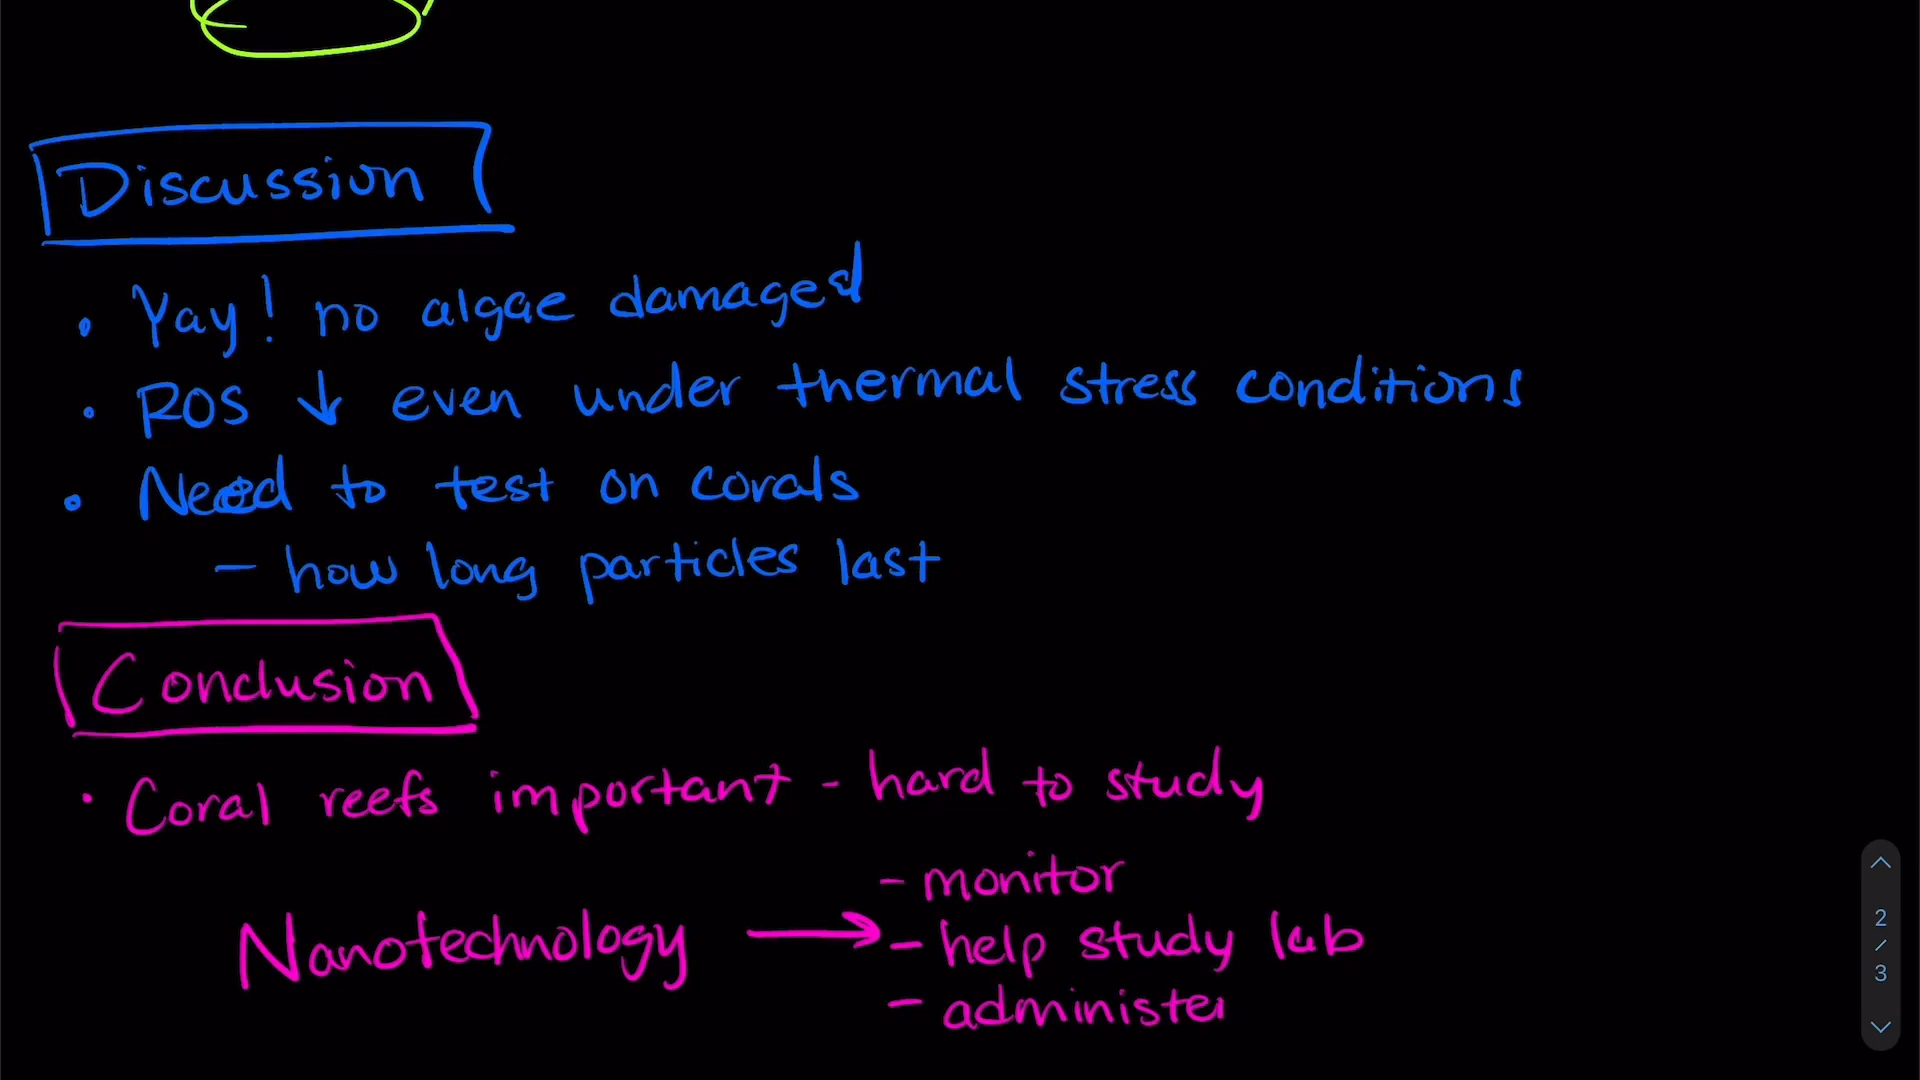 Discussion
• Yay! no algae damaged
• ROS ↓ even under thermal stress conditions
• Need to test on corals
– how long particles last
Conclusion
• Coral reefs important - hard to study
- monitor
Nanotechnology → - help study lab
- administer
2
/
3